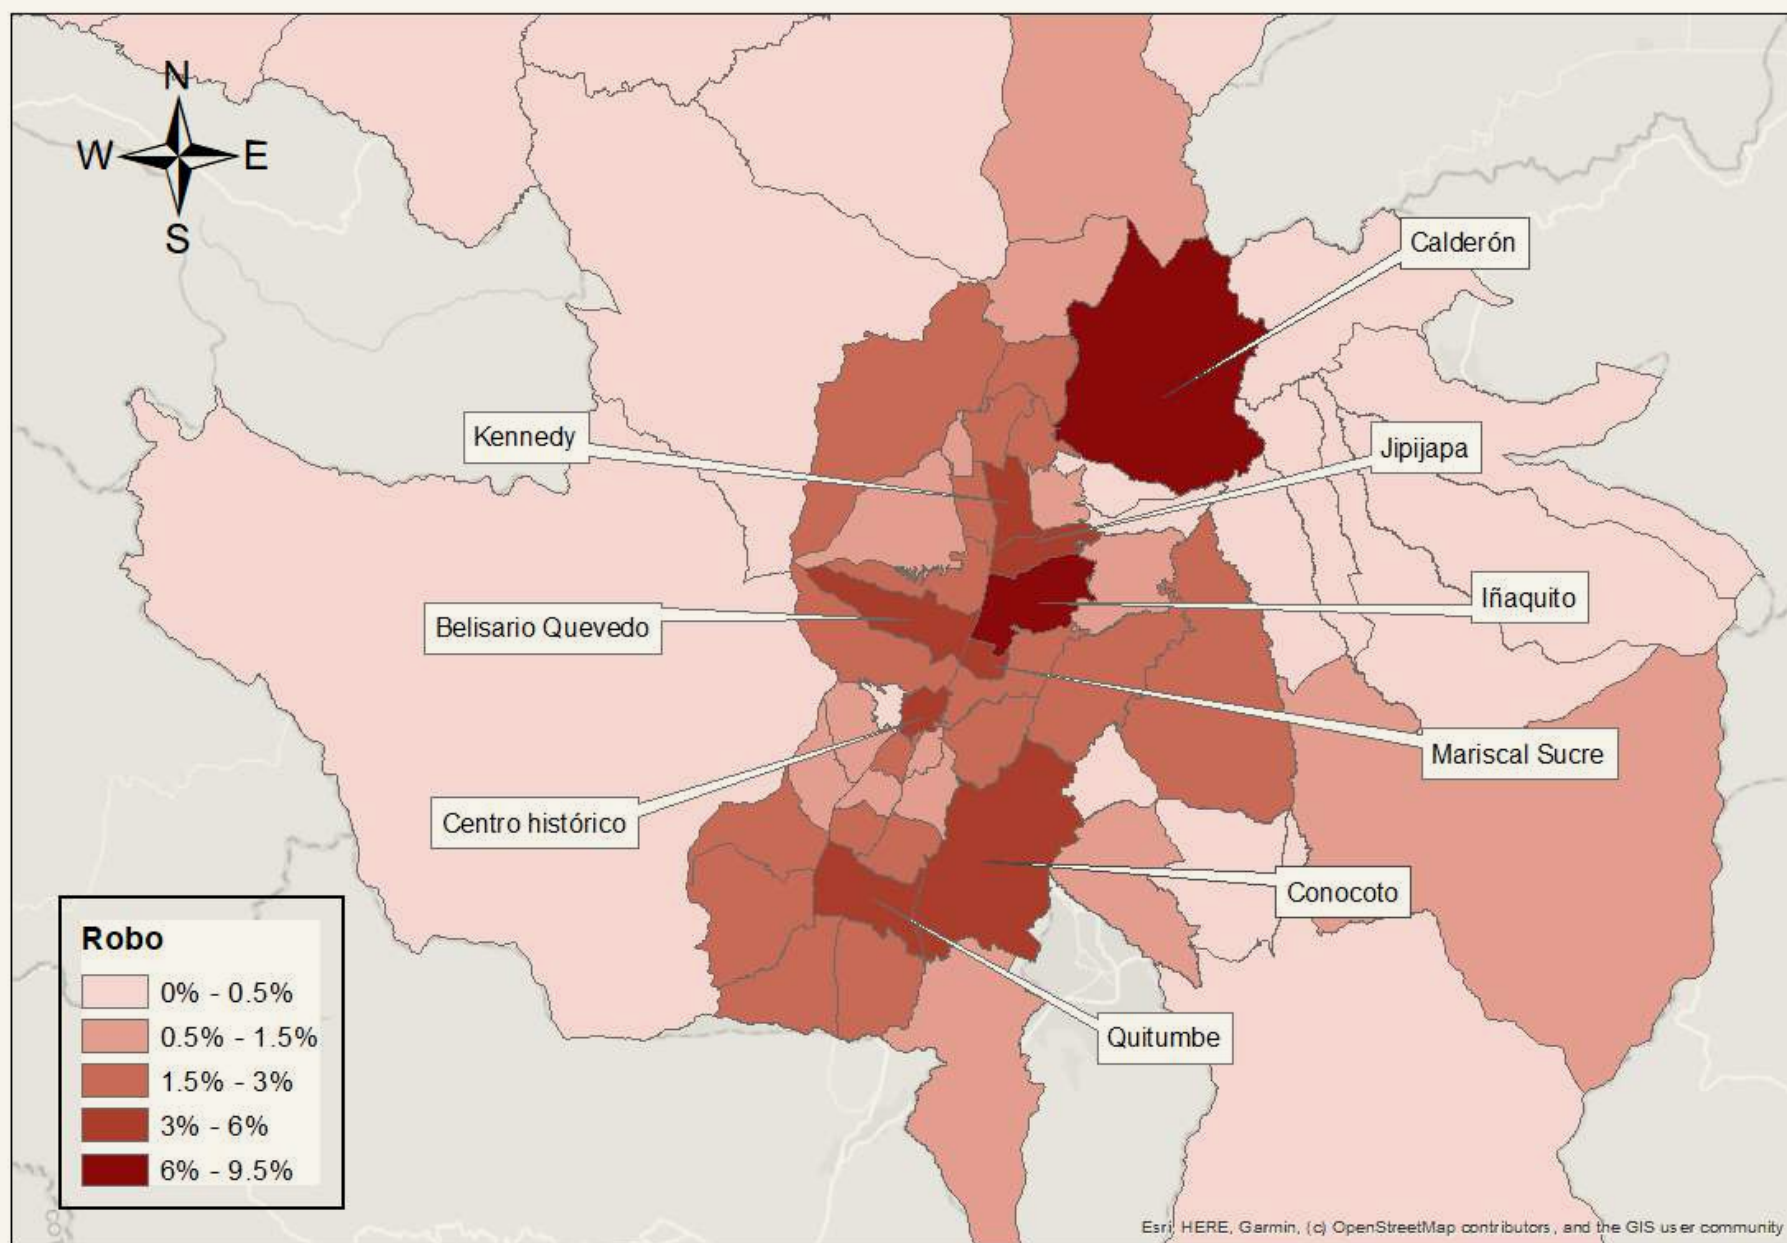 N
W E
S
Calderón
Kennedy
Jipijapa
Iñaquito
Belisario Quevedo
Mariscal Sucre
Centro histórico
Conocoto
Quitumbe
Robo
0% - 0.5%
0.5% - 1.5%
1.5% - 3%
3% - 6%
6% - 9.5%
Esri, HERE, Garmin, (c) OpenStreetMap contributors, and the GIS user community